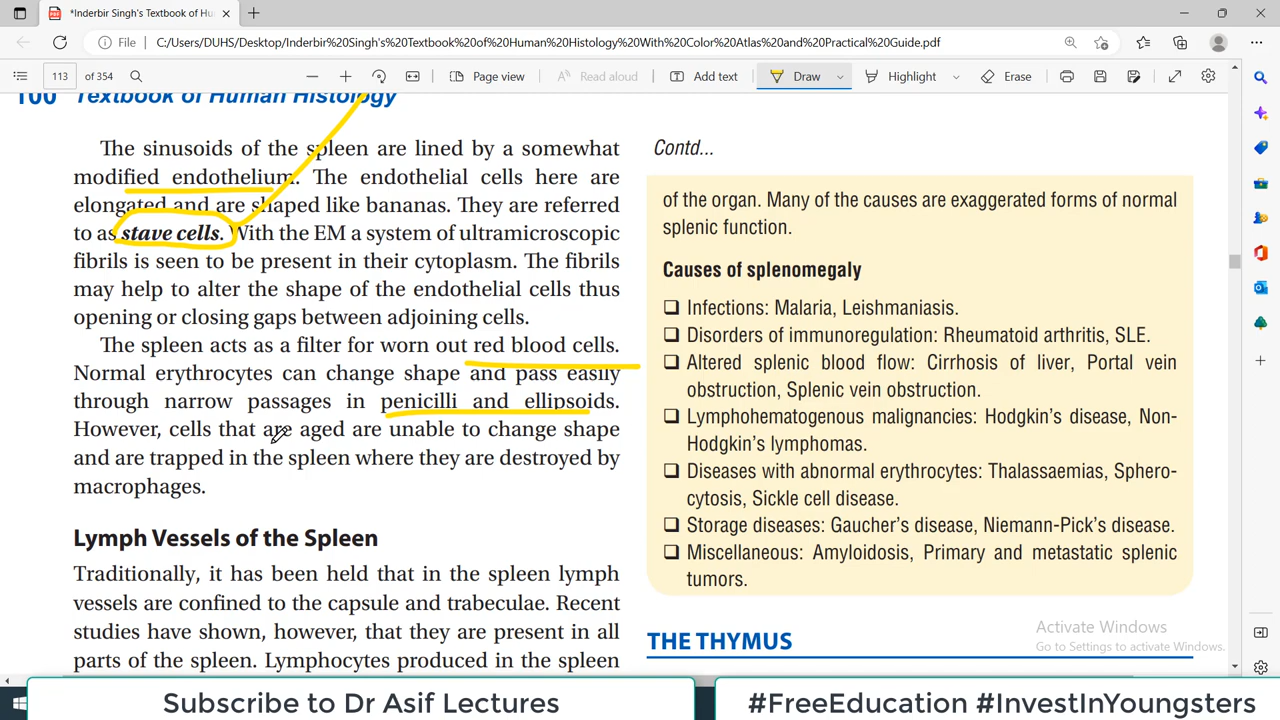 *Inderbir Singh's Textbook of Hu
File
C:/Users/DUHS/Desktop/Inderbir%20Singh's%20Textbook%20of%20Human%20Histology%20With%20Color%20Atlas%20and%20Practical%20Guide.pdf
113 of 354
Page view
Read aloud
Add text
Draw
Highlight
Erase
100 Textbook of Human Histology
The sinusoids of the spleen are lined by a somewhat
modified endothelium. The endothelial cells here are
elongated and are shaped like bananas. They are referred
to as stave cells. With the EM a system of ultramicroscopic
fibrils is seen to be present in their cytoplasm. The fibrils
may help to alter the shape of the endothelial cells thus
opening or closing gaps between adjoining cells.
The spleen acts as a filter for worn out red blood cells.
Normal erythrocytes can change shape and pass easily
through narrow passages in penicilli and ellipsoids.
However, cells that are aged are unable to change shape
and are trapped in the spleen where they are destroyed by
macrophages.
Lymph Vessels of the Spleen
Traditionally, it has been held that in the spleen lymph
vessels are confined to the capsule and trabeculae. Recent
studies have shown, however, that they are present in all
parts of the spleen. Lymphocytes produced in the spleen
Contd...
of the organ. Many of the causes are exaggerated forms of normal
splenic function.
Causes of splenomegaly
❑ Infections: Malaria, Leishmaniasis.
❑ Disorders of immunoregulation: Rheumatoid arthritis, SLE.
❑ Altered splenic blood flow: Cirrhosis of liver, Portal vein
obstruction, Splenic vein obstruction.
❑ Lymphohematogenous malignancies: Hodgkin's disease, Non-
Hodgkin's lymphomas.
❑ Diseases with abnormal erythrocytes: Thalassaemias, Sphero-
cytosis, Sickle cell disease.
❑ Storage diseases: Gaucher's disease, Niemann-Pick's disease.
❑ Miscellaneous: Amyloidosis, Primary and metastatic splenic
tumors.
THE THYMUS
Activate Windows
Go to Settings to activate Windows.
Subscribe to Dr Asif Lectures
#FreeEducation #InvestInYoungsters